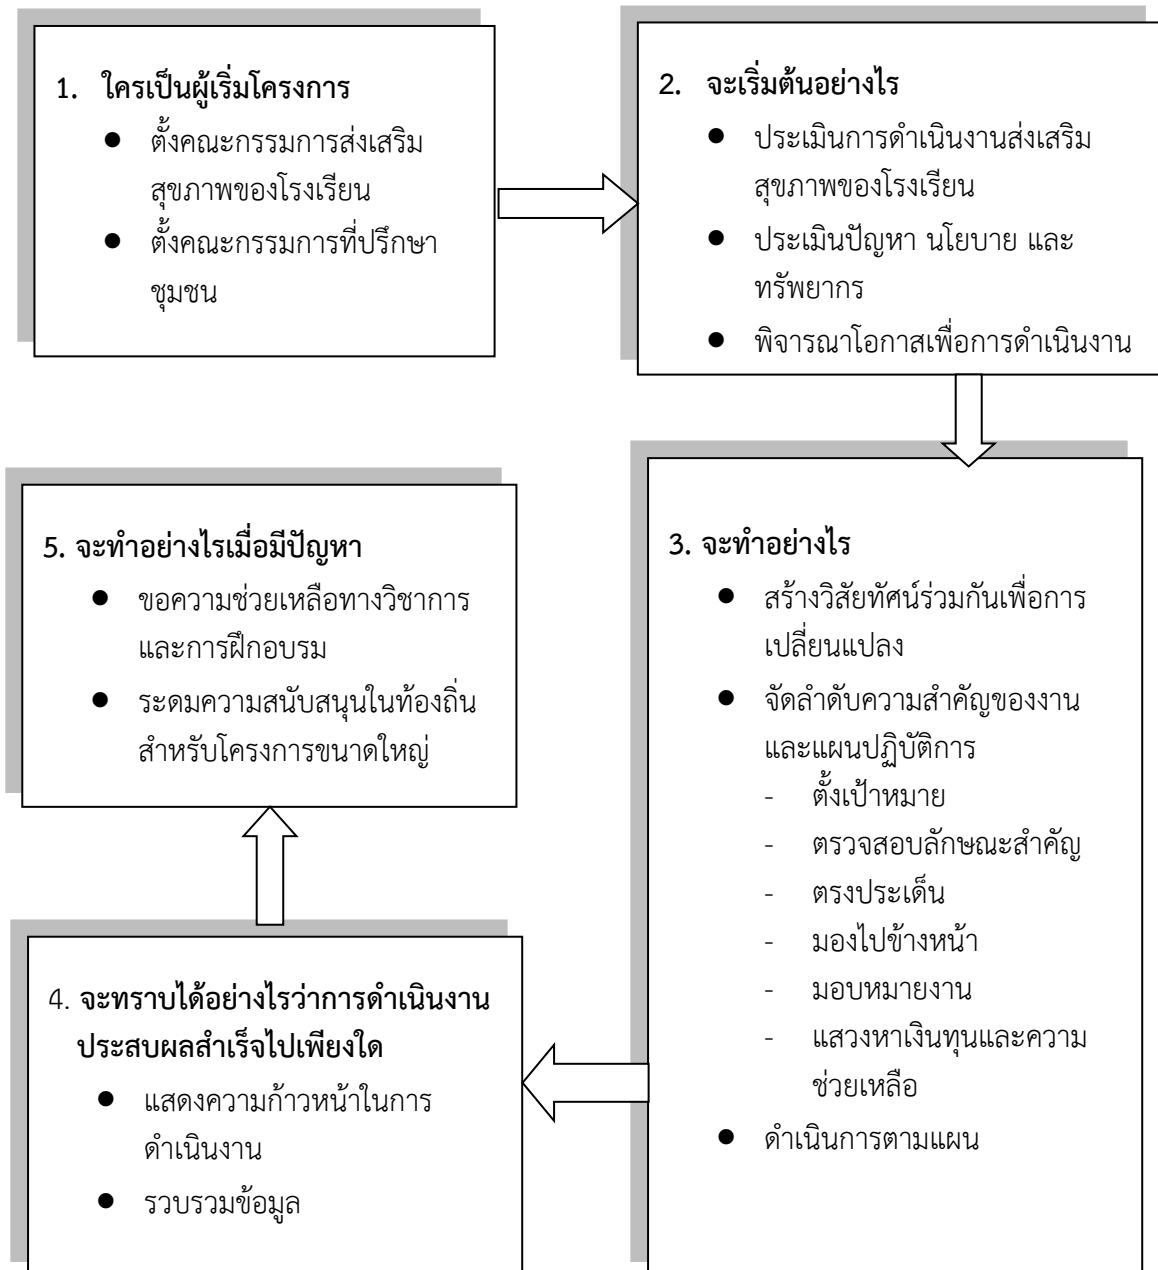 1. ใครเป็นผู้เริ่มโครงการ
● ตั้งคณะกรรมการส่งเสริม
สุขภาพของโรงเรียน
● ตั้งคณะกรรมการที่ปรึกษา
ชุมชน
2. จะเริ่มต้นอย่างไร
● ประเมินการดำเนินงานส่งเสริม
สุขภาพของโรงเรียน
● ประเมินปัญหา นโยบาย และ
ทรัพยากร
● พิจารณาโอกาสเพื่อการดำเนินงาน
3. จะทำอย่างไร
● สร้างวิสัยทัศน์ร่วมกันเพื่อการ
เปลี่ยนแปลง
● จัดลำดับความสำคัญของงาน
และแผนปฏิบัติการ
- ตั้งเป้าหมาย
- ตรวจสอบลักษณะสำคัญ
- ตรงประเด็น
- มองไปข้างหน้า
- มอบหมายงาน
- แสวงหาเงินทุนและความ
ช่วยเหลือ
● ดำเนินการตามแผน
4. จะทราบได้อย่างไรว่าการดำเนินงาน
ประสบผลสำเร็จไปเพียงใด
● แสดงความก้าวหน้าในการ
ดำเนินงาน
● รวบรวมข้อมูล
5. จะทำอย่างไรเมื่อมีปัญหา
● ขอความช่วยเหลือทางวิชาการ
และการฝึกอบรม
● ระดมความสนับสนุนในท้องถิ่น
สำหรับโครงการขนาดใหญ่